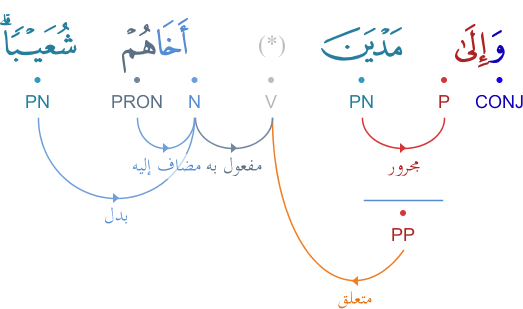 وَإِلَىٰ مَدْيَنَ (*) أَخَاهُمْ شُعَيْبًا ۗ
CONJ P PN V N PRON PN
مجرور مفعول به مضاف إليه
بدل
PP
متعلق